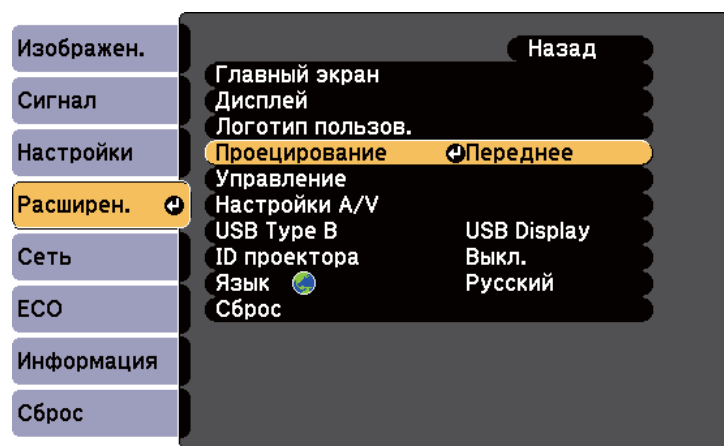 Изображен.
Сигнал
Настройки
Расширен.
Сеть
ECO
Информация
Сброс
Назад
Главный экран
Дисплей
Логотип пользов.
Проецирование Переднее
Управление
Настройки A/V
USB Type B USB Display
ID проектора Выкл.
Язык Русский
Сброс